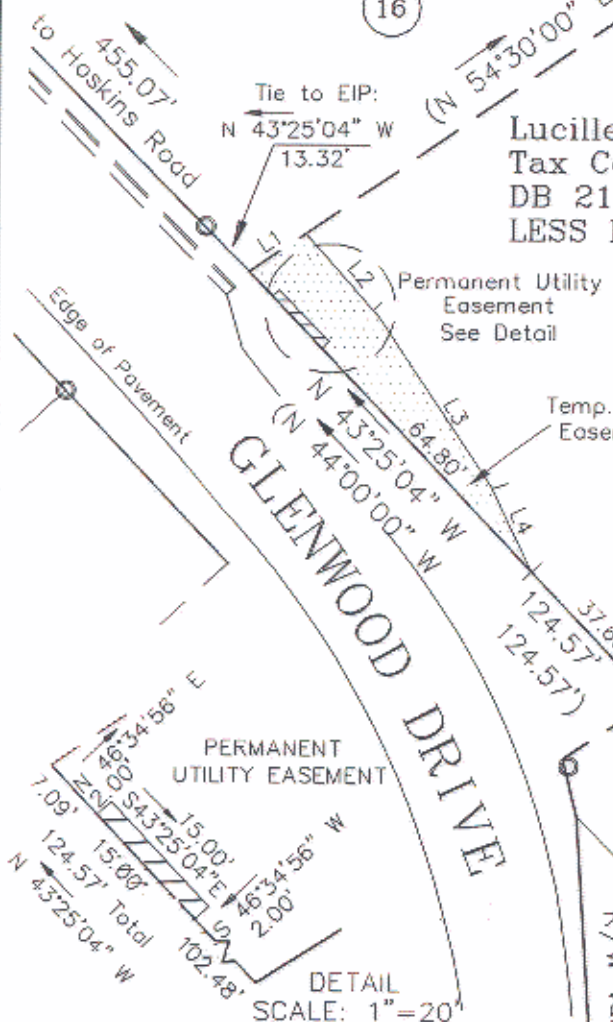 16
to Hoskins Road
455.07'
Tie to EIP:
N 43°25'04" W
13.32'
(N 54°30'00"
Lucille
Tax
DB 21
LESS
L1
L2
Permanent Utility
Easement
See Detail
Edge of Pavement
L3
Temp.
L4
N 43°25'04" W
64.80'
(N 44°00'00" W
GLENWOOD DRIVE
124.57'
124.57')
PERMANENT
UTILITY EASEMENT
N 46°34'56" E
2.00'
15.00'
S43°25'04"E
S 46°34'56" W
2.00'
7.09'
15.00'
102.48'
124.57' Total
N 43°25'04" W
DETAIL
SCALE: 1"=20'